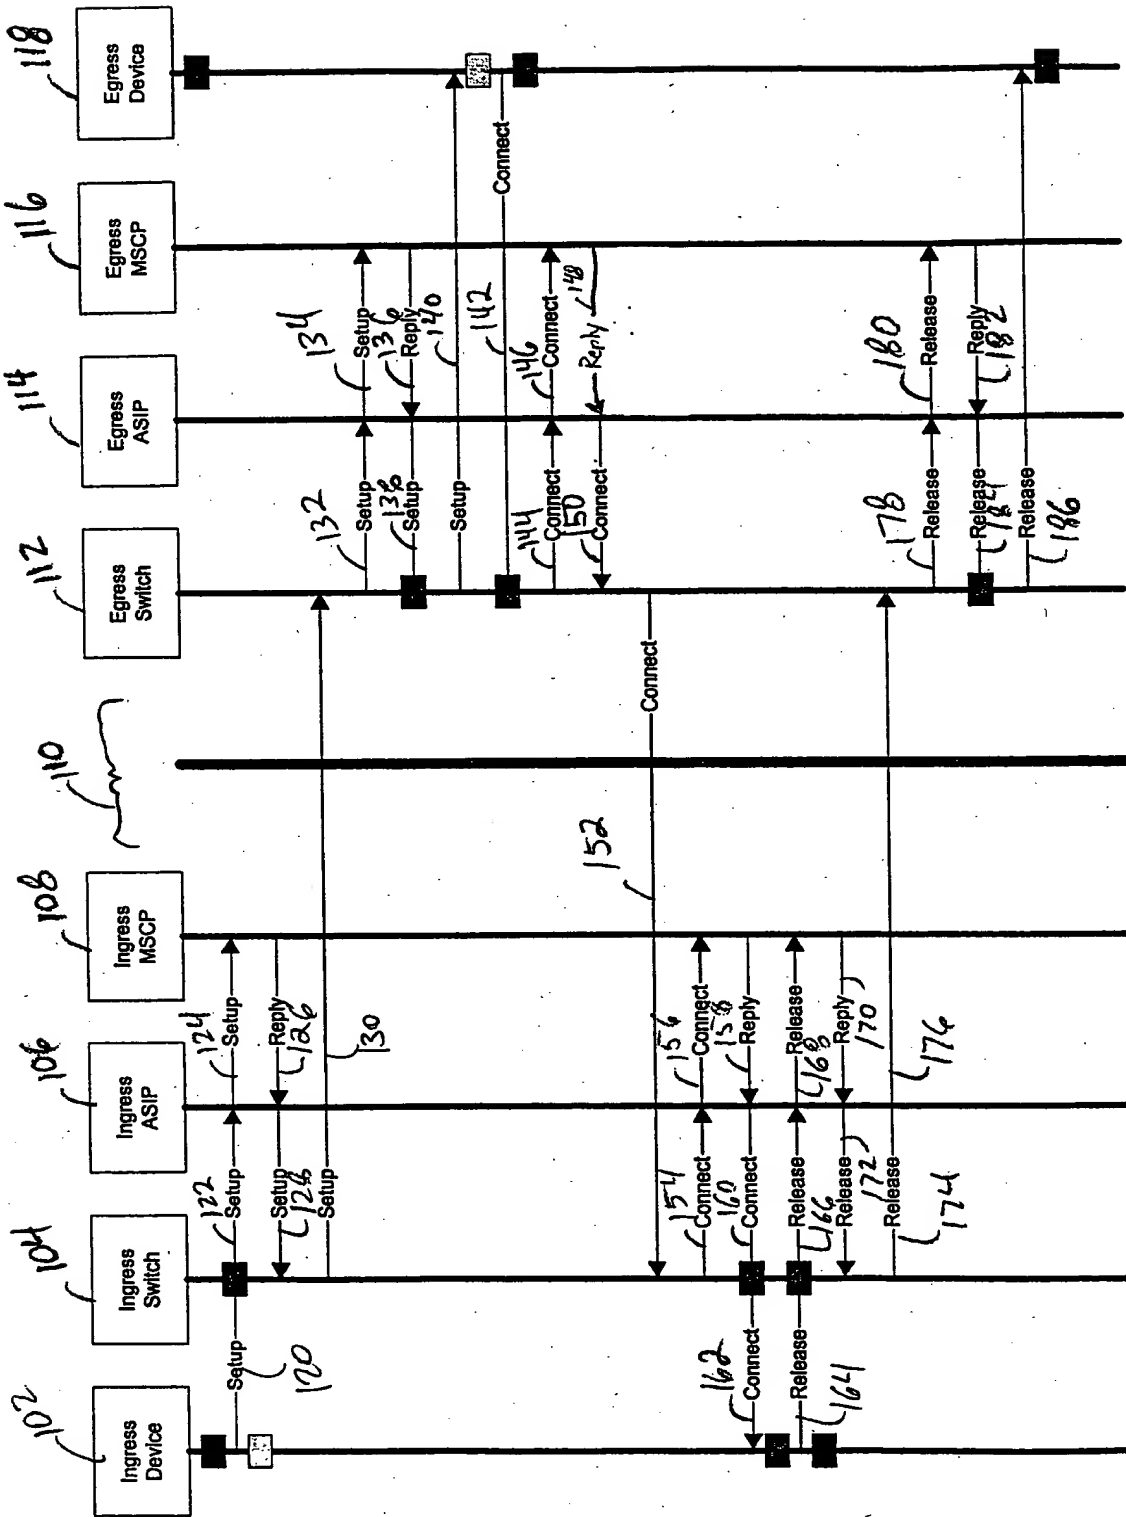 118
Egress
Device
116
Egress
MSCP
114
Egress
ASIP
112
Egress
Switch
110
108
Ingress
MSCP
106
Ingress
ASIP
104
Ingress
Switch
102
Ingress
Device
Setup
120
122
Setup
124
Setup
Reply
126
Setup
128
Setup
130
132
Setup
134
Setup
136
Reply
138
Setup
140
Setup
142
Connect
144
Connect
146
Connect
148
Reply
150
Connect
152
Connect
154
Connect
156
Connect
158
Reply
160
Connect
162
Connect
Release
164
Release
166
Release
168
Reply
170
Release
172
Release
174
176
178
Release
180
Release
Reply
182
Release
184
Release
186